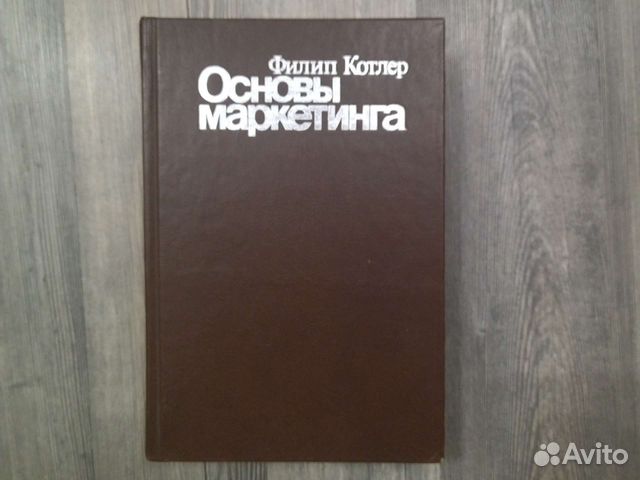 Филип Котлер
Основы
маркетинга
Avito